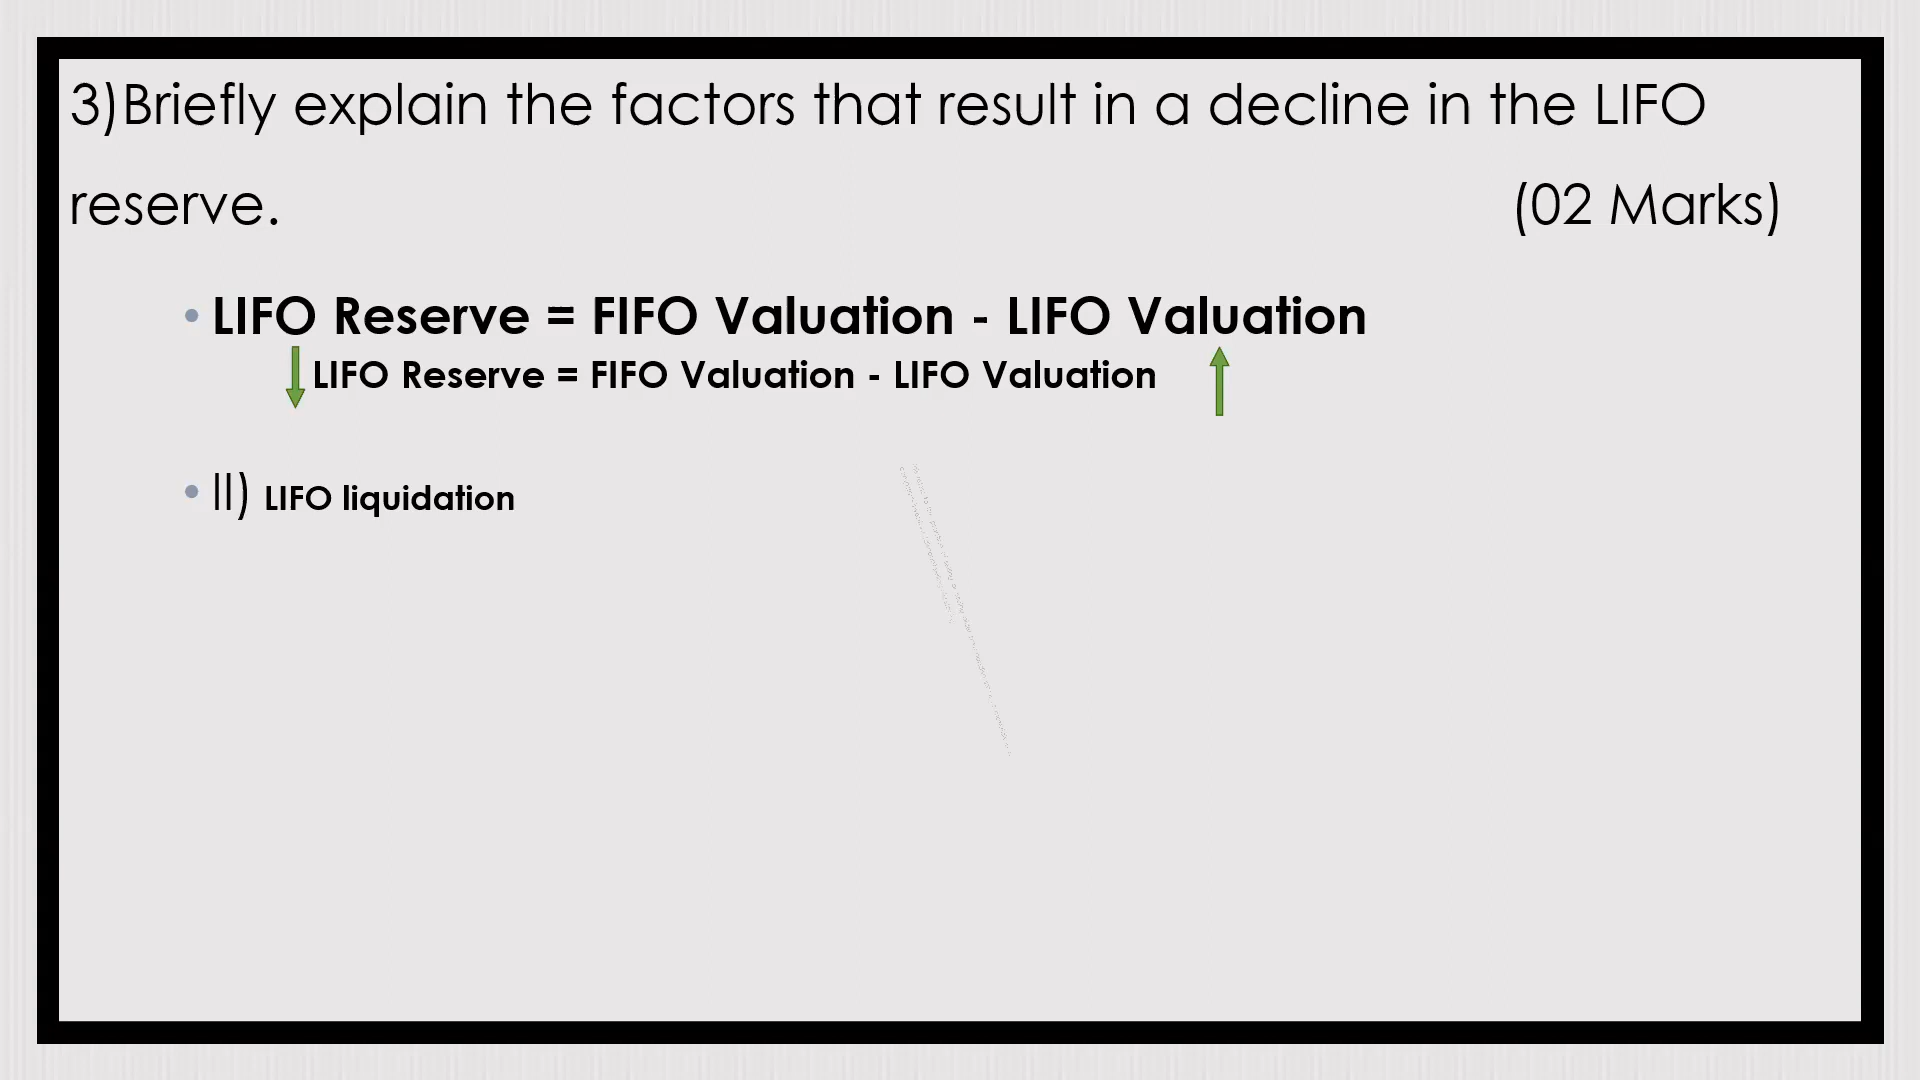 3)Briefly explain the factors that result in a decline in the LIFO
reserve. (02 Marks)
• LIFO Reserve = FIFO Valuation - LIFO Valuation
LIFO Reserve = FIFO Valuation - LIFO Valuation
• II) LIFO liquidation